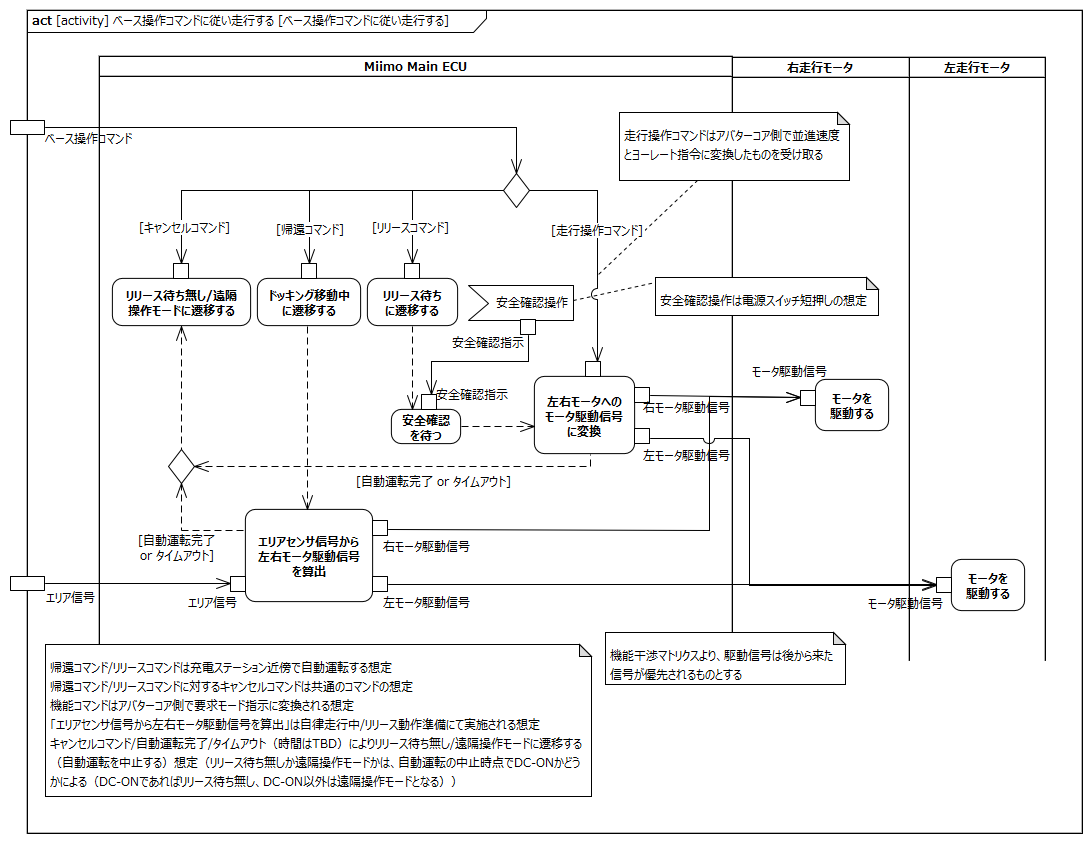 act [activity] ベース操作コマンドに従い走行する [ベース操作コマンドに従い走行する]
Miimo Main ECU
右走行モータ
左走行モータ
ベース操作コマンド
走行操作コマンドはアバターコア側で並進速度
とヨーレート指令に変換したものを受け取る
[キャンセルコマンド]
[帰還コマンド]
[リリースコマンド]
[走行操作コマンド]
リリース待ち無し/遠隔
操作モードに遷移する
ドッキング移動中
に遷移する
リリース待ち
に遷移する
安全確認操作
安全確認操作は電源スイッチ短押しの想定
安全確認指示
安全確認指示
安全確認
を待つ
左右モータへの
モータ駆動信号
に変換
右モータ駆動信号
左モータ駆動信号
モータ駆動信号
モータを
駆動する
[自動運転完了 or タイムアウト]
[自動運転完了
or タイムアウト]
エリアセンサ信号から
左右モータ駆動信号
を算出
右モータ駆動信号
左モータ駆動信号
エリア信号
エリア信号
モータ駆動信号
モータを
駆動する
帰還コマンド/リリースコマンドは充電ステーション近傍で自動運転する想定
帰還コマンド/リリースコマンドに対するキャンセルコマンドは共通のコマンドの想定
機能コマンドはアバターコア側で要求モード指示に変換される想定
「エリアセンサ信号から左右モータ駆動信号を算出」は自律走行中/リリース動作準備にて実施される想定
キャンセルコマンド/自動運転完了/タイムアウト（時間はTBD）によりリリース待ち無し/遠隔操作モードに遷移する
（自動運転を中止する）想定（リリース待ち無しか遠隔操作モードかは、自動運転の中止時点でDC-ONかどう
かによる（DC-ONであればリリース待ち無し、DC-ON以外は遠隔操作モードとなる））
機能干渉マトリクスより、駆動信号は後から来た
信号が優先されるものとする